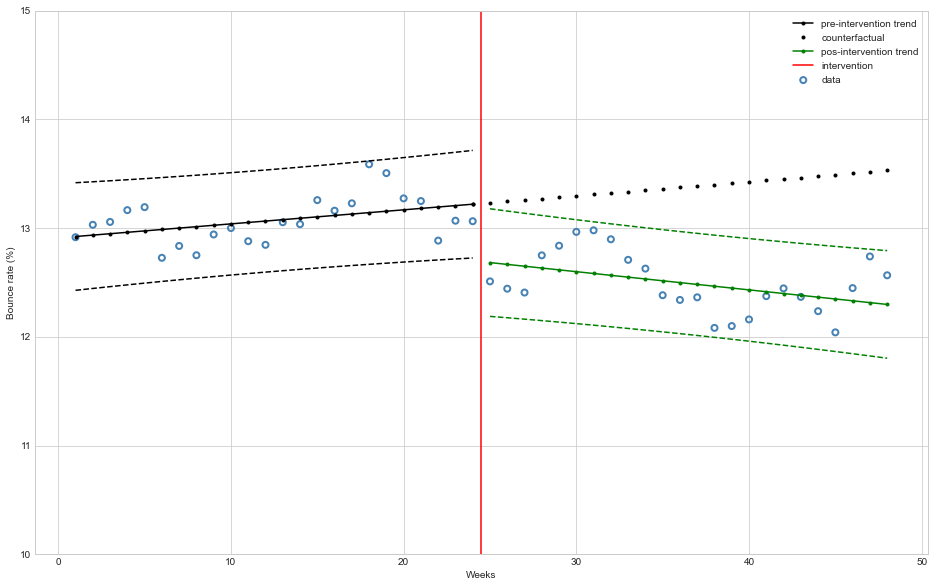 15
14
13
12
11
10
Bounce rate (%)
0
10
20
30
40
50
Weeks
pre-intervention trend
counterfactual
pos-intervention trend
intervention
data